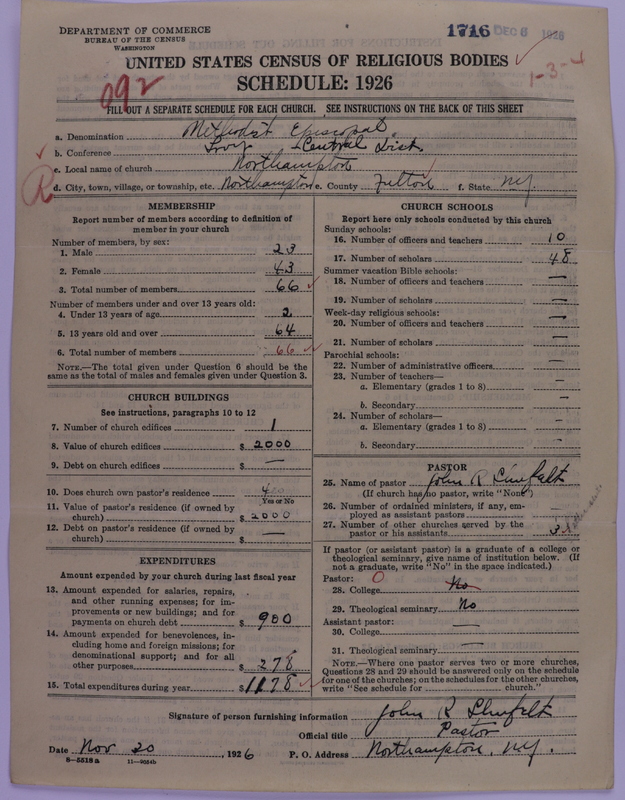 DEPARTMENT OF COMMERCE
BUREAU OF THE CENSUS
WASHINGTON
1716 DEC 6 1926
UNITED STATES CENSUS OF RELIGIOUS BODIES
SCHEDULE: 1926
1-3-4
092
FILL OUT A SEPARATE SCHEDULE FOR EACH CHURCH. SEE INSTRUCTIONS ON THE BACK OF THIS SHEET
a. Denomination Methodist Episcopal
b. Conference Troy - Central Dist
c. Local name of church Northampton
R
d. City, town, village, or township, etc. Northampton e. County Fulton f. State N.Y.
MEMBERSHIP
Report number of members according to definition of
member in your church
Number of members, by sex:
1. Male 23
2. Female 43
3. Total number of members 66
Number of members under and over 13 years old:
4. Under 13 years of age 2
5. 13 years old and over 64
6. Total number of members 66
NOTE.—The total given under Question 6 should be
same as the total of males and females given under Question 3.
CHURCH BUILDINGS
See instructions, paragraphs 10 to 12
7. Number of church edifices 1
8. Value of church edifices $ 2000
9. Debt on church edifices $ —
10. Does church own pastor's residence
Yes or No
11. Value of pastor's residence (if owned by
church) $ 2000
12. Debt on pastor's residence (if owned by
church) $ —
EXPENDITURES
Amount expended by your church during last fiscal year
13. Amount expended for salaries, repairs,
and other running expenses; for im-
provements or new buildings; and for
payments on church debt $ 900
14. Amount expended for benevolences, in-
cluding home and foreign missions; for
denominational support; and for all
other purposes $ 278
15. Total expenditures during year $ 1178
CHURCH SCHOOLS
Report here only schools conducted by this church
Sunday schools:
16. Number of officers and teachers 10
17. Number of scholars 48
Summer vacation Bible schools:
18. Number of officers and teachers —
19. Number of scholars —
Week-day religious schools:
20. Number of officers and teachers —
21. Number of scholars —
Parochial schools:
22. Number of administrative officers —
23. Number of teachers—
a. Elementary (grades 1 to 8) —
b. Secondary —
24. Number of scholars—
a. Elementary (grades 1 to 8) —
b. Secondary —
PASTOR
25. Name of pastor John R
(If church has no pastor, write "None")
26. Number of ordained ministers, if any, em-
ployed as assistant pastors —
27. Number of other churches served by the
pastor or his assistants 3
If pastor (or assistant pastor) is a graduate of a college or
theological seminary, give name of institution below. (If
not a graduate, write "No" in the space indicated.)
Pastor: 0
28. College No
29. Theological seminary No
Assistant pastor: —
30. College
31. Theological seminary —
NOTE.—Where one pastor serves two or more churches,
Questions 28 and 29 should be answered only on the schedule
for one of the churches; on the schedules for the other churches,
write "See schedule for church."
Signature of person furnishing information John R
Official title Pastor
Date Nov 20, 1926 P. O. Address Northampton, N.Y.
8-5518a 11-9084b